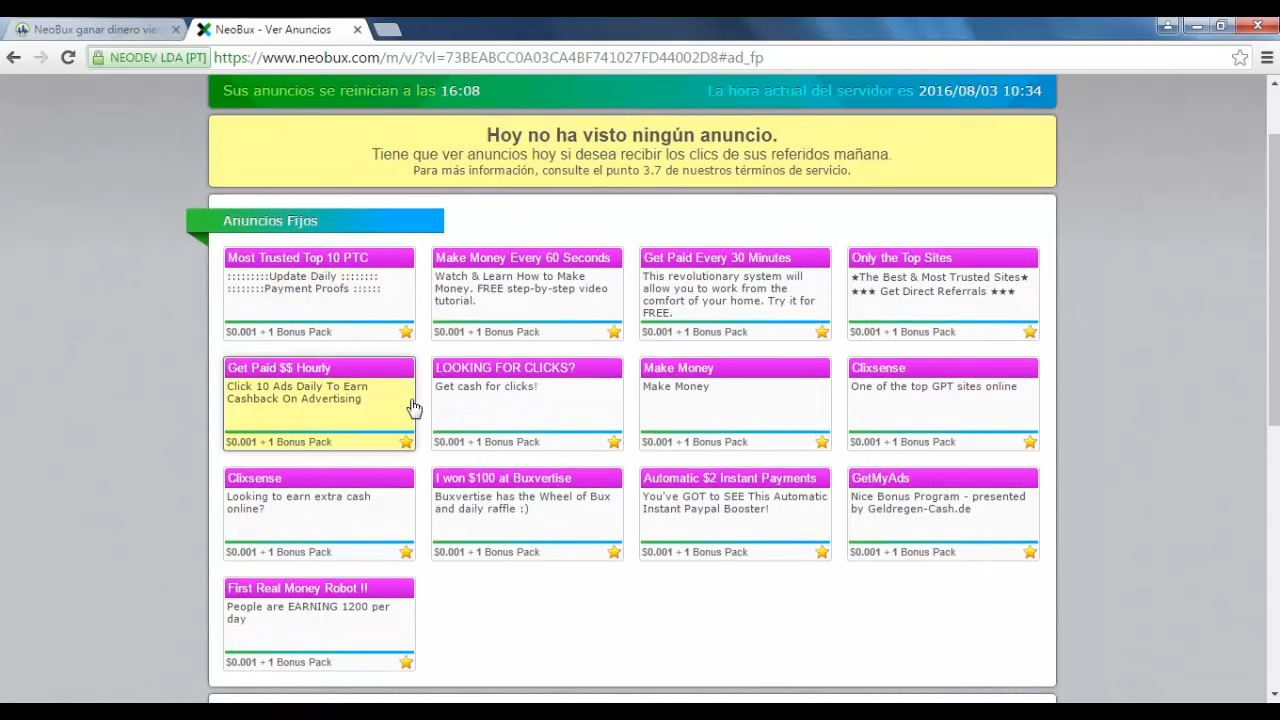 NeoBux ganar dinero vie
NeoBux - Ver Anuncios
NEODEV LDA [PT]
https://www.neobux.com/m/v/?vl=73BEABCC0A03CA4BF741027FD44002D8#ad_fp
Sus anuncios se reinician a las 16:08
La hora actual del servidor es 2016/08/03 10:34
Hoy no ha visto ningún anuncio.
Tiene que ver anuncios hoy si desea recibir los clics de sus referidos mañana.
Para más información, consulte el punto 3.7 de nuestros términos de servicio.
Anuncios Fijos
Most Trusted Top 10 PTC
:::::::::Update Daily ::::::::
::::::::Payment Proofs ::::::
$0.001 + 1 Bonus Pack
Make Money Every 60 Seconds
Watch & Learn How to Make
Money. FREE step-by-step video
tutorial.
$0.001 + 1 Bonus Pack
Get Paid Every 30 Minutes
This revolutionary system will
allow you to work from the
comfort of your home. Try it for
FREE.
$0.001 + 1 Bonus Pack
Only the Top Sites
★The Best & Most Trusted Sites★
★★★ Get Direct Referrals ★★★
$0.001 + 1 Bonus Pack
Get Paid $$ Hourly
Click 10 Ads Daily To Earn
Cashback On Advertising
$0.001 + 1 Bonus Pack
LOOKING FOR CLICKS?
Get cash for clicks!
$0.001 + 1 Bonus Pack
Make Money
Make Money
$0.001 + 1 Bonus Pack
Clixsense
One of the top GPT sites online
$0.001 + 1 Bonus Pack
Clixsense
Looking to earn extra cash
online?
$0.001 + 1 Bonus Pack
I won $100 at Buxvertise
Buxvertise has the Wheel of Bux
and daily raffle :)
$0.001 + 1 Bonus Pack
Automatic $2 Instant Payments
You've GOT to SEE This Automatic
Instant Paypal Booster!
$0.001 + 1 Bonus Pack
GetMyAds
Nice Bonus Program - presented
by Geldregen-Cash.de
$0.001 + 1 Bonus Pack
First Real Money Robot !!
People are EARNING 1200 per
day
$0.001 + 1 Bonus Pack